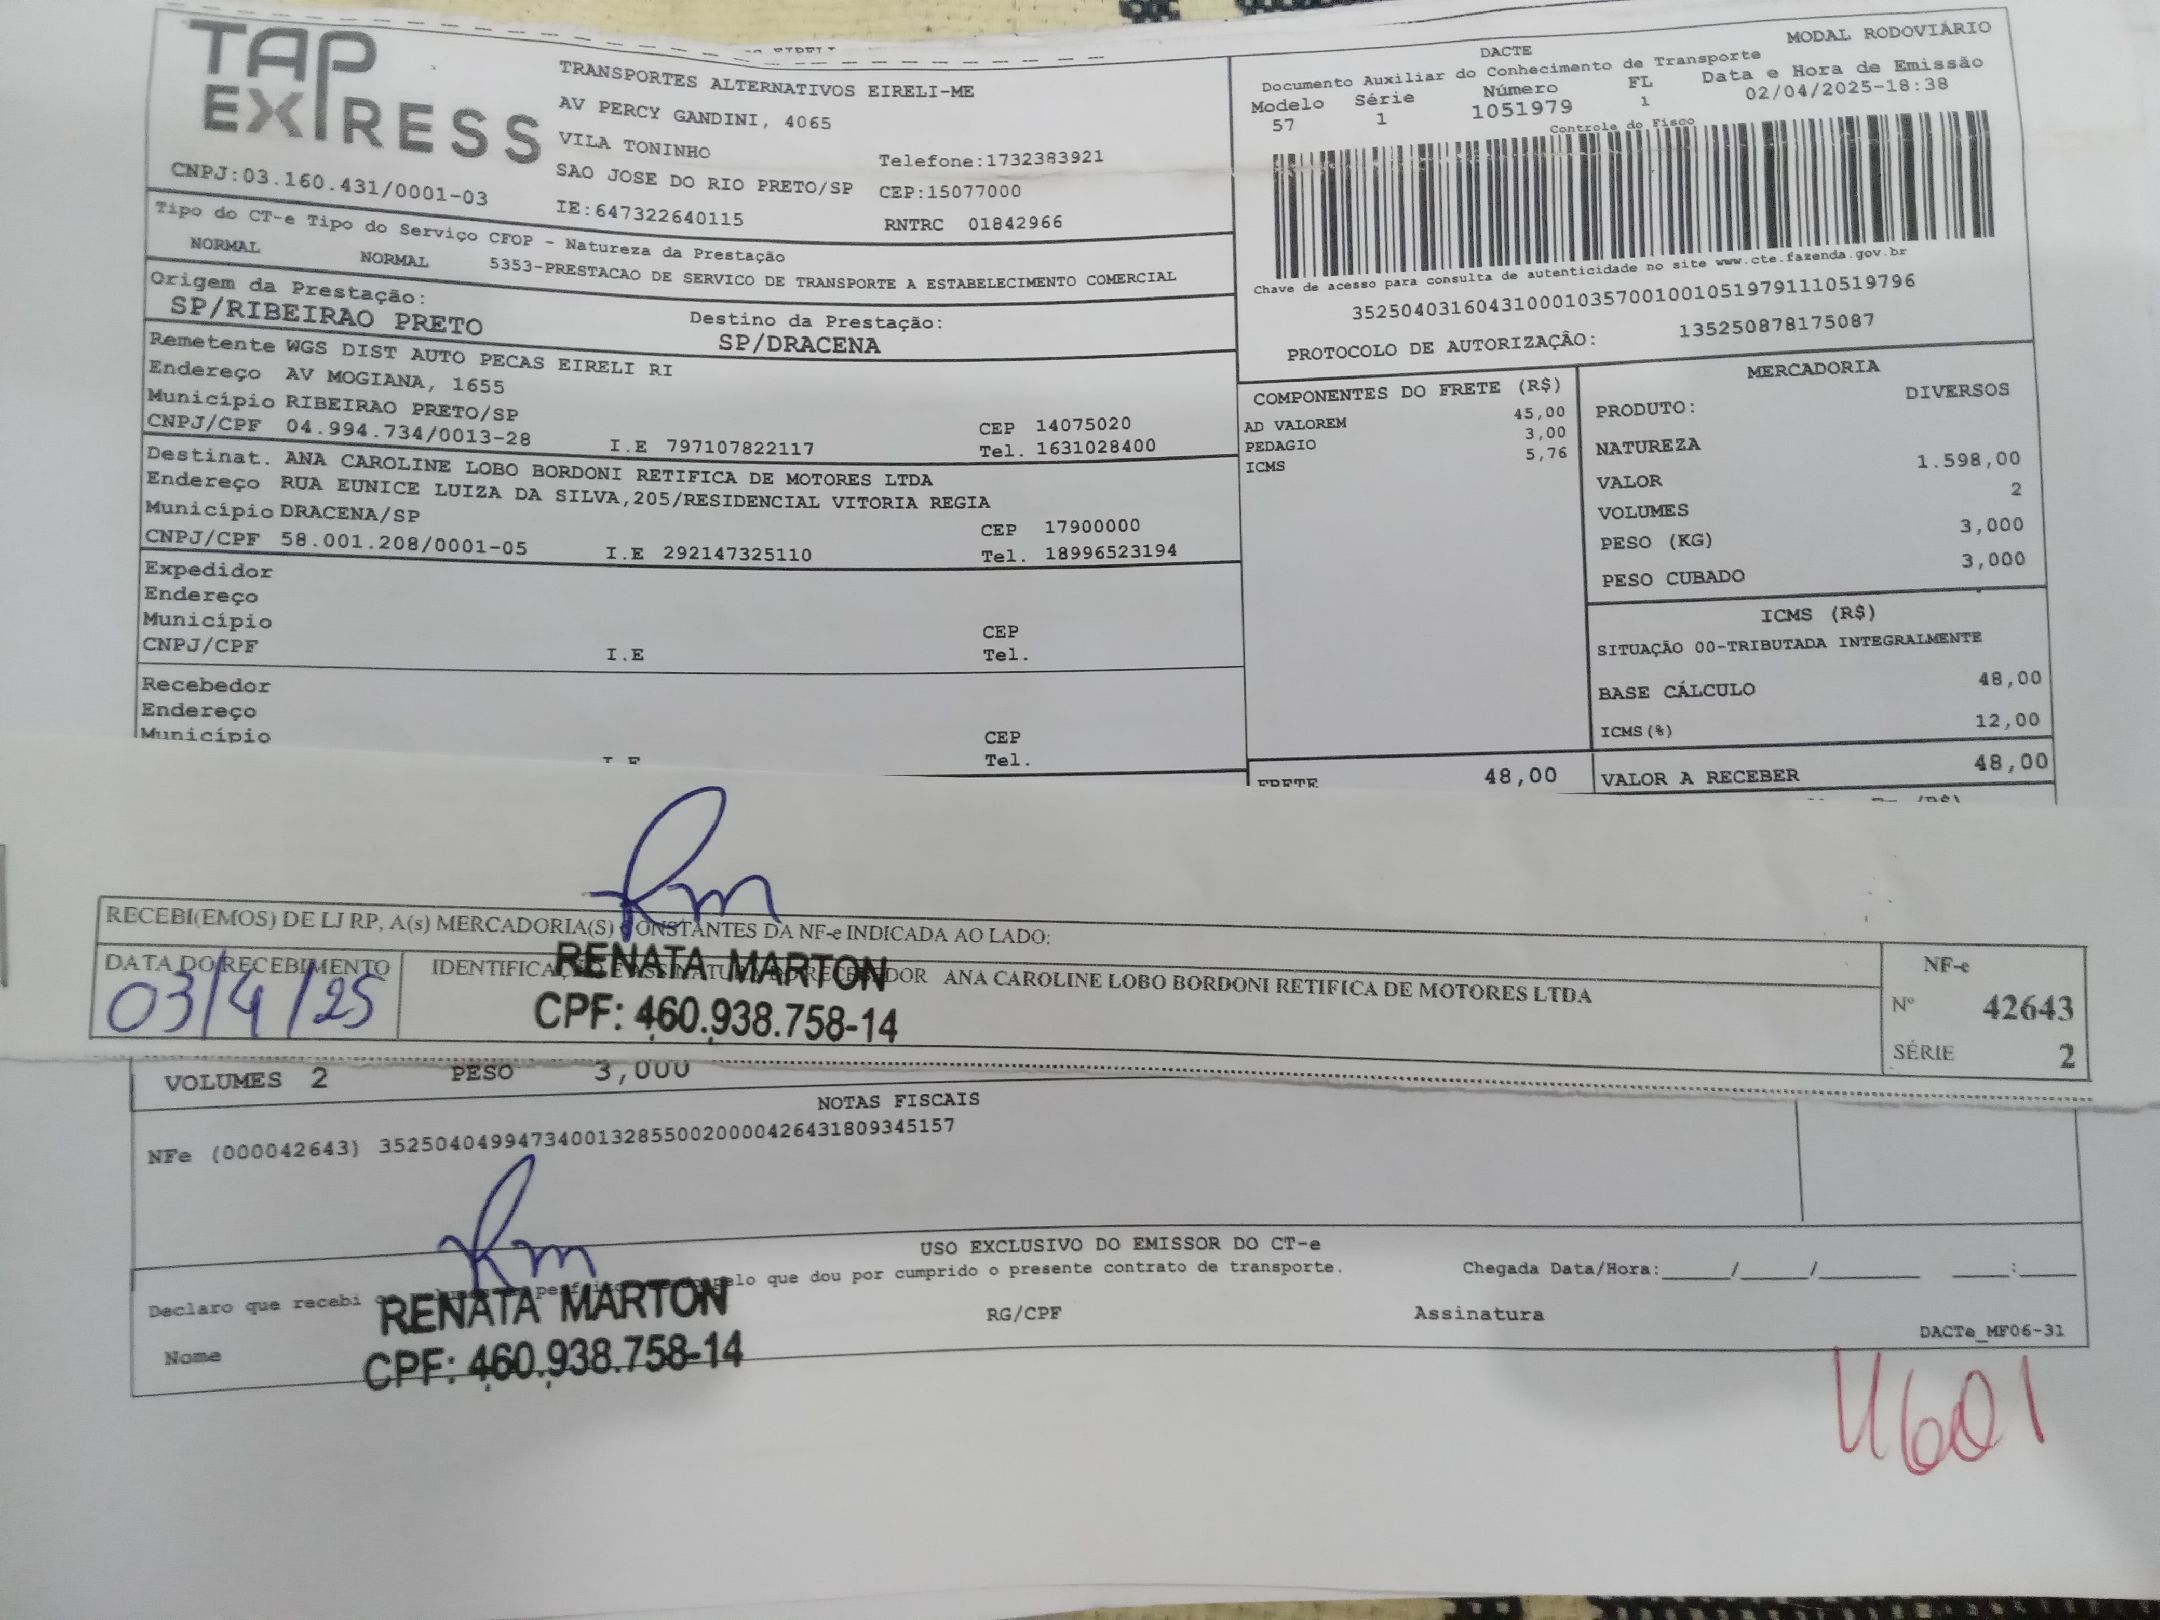 TAP
EXPRESS
CNPJ:03.160.431/0001-03
TRANSPORTES ALTERNATIVOS EIRELI-ME
AV PERCY GANDINI, 4065
VILA TONINHO
Telefone:1732383921
SAO JOSE DO RIO PRETO/SP CEP:15077000
IE:647322640115
RNTRC 01842966
DACTE
MODAL RODOVIÁRIO
Documento Auxiliar do Conhecimento de Transporte
Modelo Série Número FL Data e Hora de Emissão
57 1 1051979 1 02/04/2025-18:38
Controle do Fisco
Chave de acesso para consulta de autenticidade no site www.cte.fazenda.gov.br
35250403160431000103570010010519791110519796
PROTOCOLO DE AUTORIZAÇÃO: 135250878175087
Tipo do CT-e Tipo do Serviço CFOP - Natureza da Prestação
NORMAL NORMAL 5353-PRESTACAO DE SERVICO DE TRANSPORTE A ESTABELECIMENTO COMERCIAL
Origem da Prestação:
SP/RIBEIRAO PRETO
Destino da Prestação:
SP/DRACENA
Remetente WGS DIST AUTO PECAS EIRELI RI
Endereço AV MOGIANA, 1655
Município RIBEIRAO PRETO/SP CEP 14075020
CNPJ/CPF 04.994.734/0013-28 I.E 797107822117 Tel. 1631028400
Destinat. ANA CAROLINE LOBO BORDONI RETIFICA DE MOTORES LTDA
Endereço RUA EUNICE LUIZA DA SILVA,205/RESIDENCIAL VITORIA REGIA
Município DRACENA/SP CEP 17900000
CNPJ/CPF 58.001.208/0001-05 I.E 292147325110 Tel. 18996523194
Expedidor
Endereço
Município CEP
CNPJ/CPF I.E Tel.
Recebedor
Endereço
Município CEP
I E Tel.
COMPONENTES DO FRETE (R$)
AD VALOREM 45,00
PEDAGIO 3,00
ICMS 5,76
FRETE 48,00
MERCADORIA
PRODUTO: DIVERSOS
NATUREZA
VALOR 1.598,00
VOLUMES 2
PESO (KG) 3,000
PESO CUBADO 3,000
ICMS (R$)
SITUAÇÃO 00-TRIBUTADA INTEGRALMENTE
BASE CÁLCULO 48,00
ICMS(%) 12,00
VALOR A RECEBER 48,00
Rm
RECEBI(EMOS) DE LJ RP, A(s) MERCADORIA(S) CONSTANTES DA NF-e INDICADA AO LADO:
DATA DO RECEBIMENTO
03/4/25
IDENTIFICAÇÃO E ASSINATURA DO RECEBEDOR ANA CAROLINE LOBO BORDONI RETIFICA DE MOTORES LTDA
RENATA MARTON
CPF: 460.938.758-14
NF-e
Nº 42643
SÉRIE 2
VOLUMES 2 PESO 3,000
NOTAS FISCAIS
NFe (000042643) 35250404994734001328550020000426431809345157
Rm
USO EXCLUSIVO DO EMISSOR DO CT-e
Declaro que recebi pelo que dou por cumprido o presente contrato de transporte. Chegada Data/Hora:____/____/______ ____:____
RENATA MARTON
CPF: 460.938.758-14
Nome RG/CPF Assinatura
DACTe_MF06-31
4601